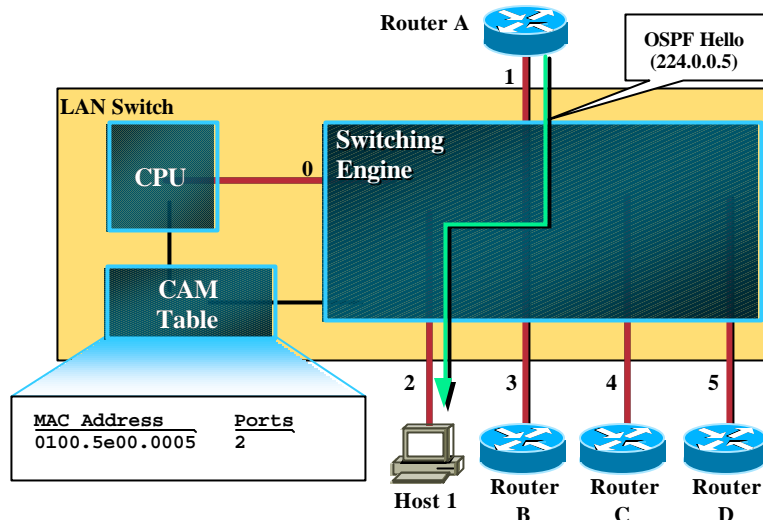 Router A
OSPF Hello
(224.0.0.5)
1
LAN Switch
Switching
Engine
CPU
0
CAM
Table
2
3
4
5
MAC Address Ports
0100.5e00.0005 2
Host 1
Router
B
Router
C
Router
D